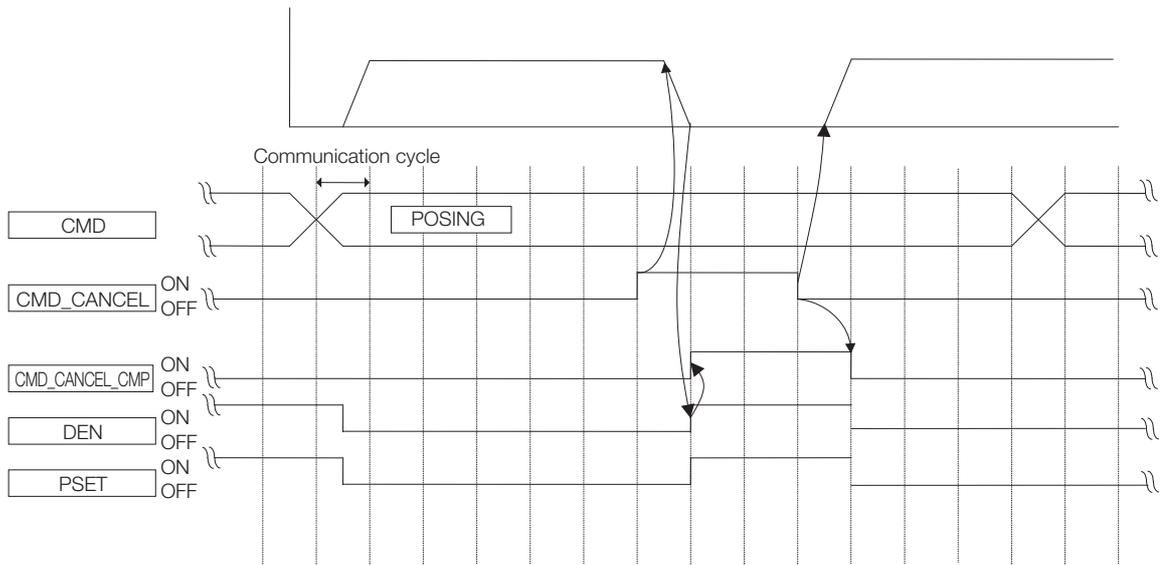 Communication cycle
CMD
POSING
CMD_CANCEL
ON
OFF
CMD_CANCEL_CMP
ON
OFF
DEN
ON
OFF
PSET
ON
OFF